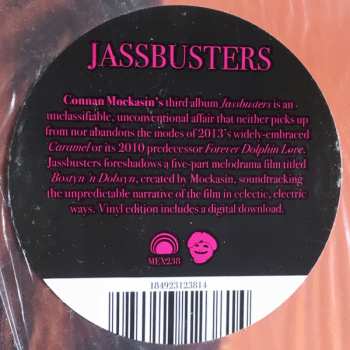 JASSBUSTERS
Connan Mockasin's third album Jassbusters is an
unclassifiable, unconventional affair that neither picks up
from nor abandons the modes of 2013's widely-embraced
Caramel or its 2010 predecessor Forever Dolphin Love.
Jassbusters foreshadows a five-part melodrama film titled
Bostyn 'n Dobsyn, created by Mockasin, soundtracking
the unpredictable narrative of the film in eclectic, electric
ways. Vinyl edition includes a digital download.
MEX238
184923123814